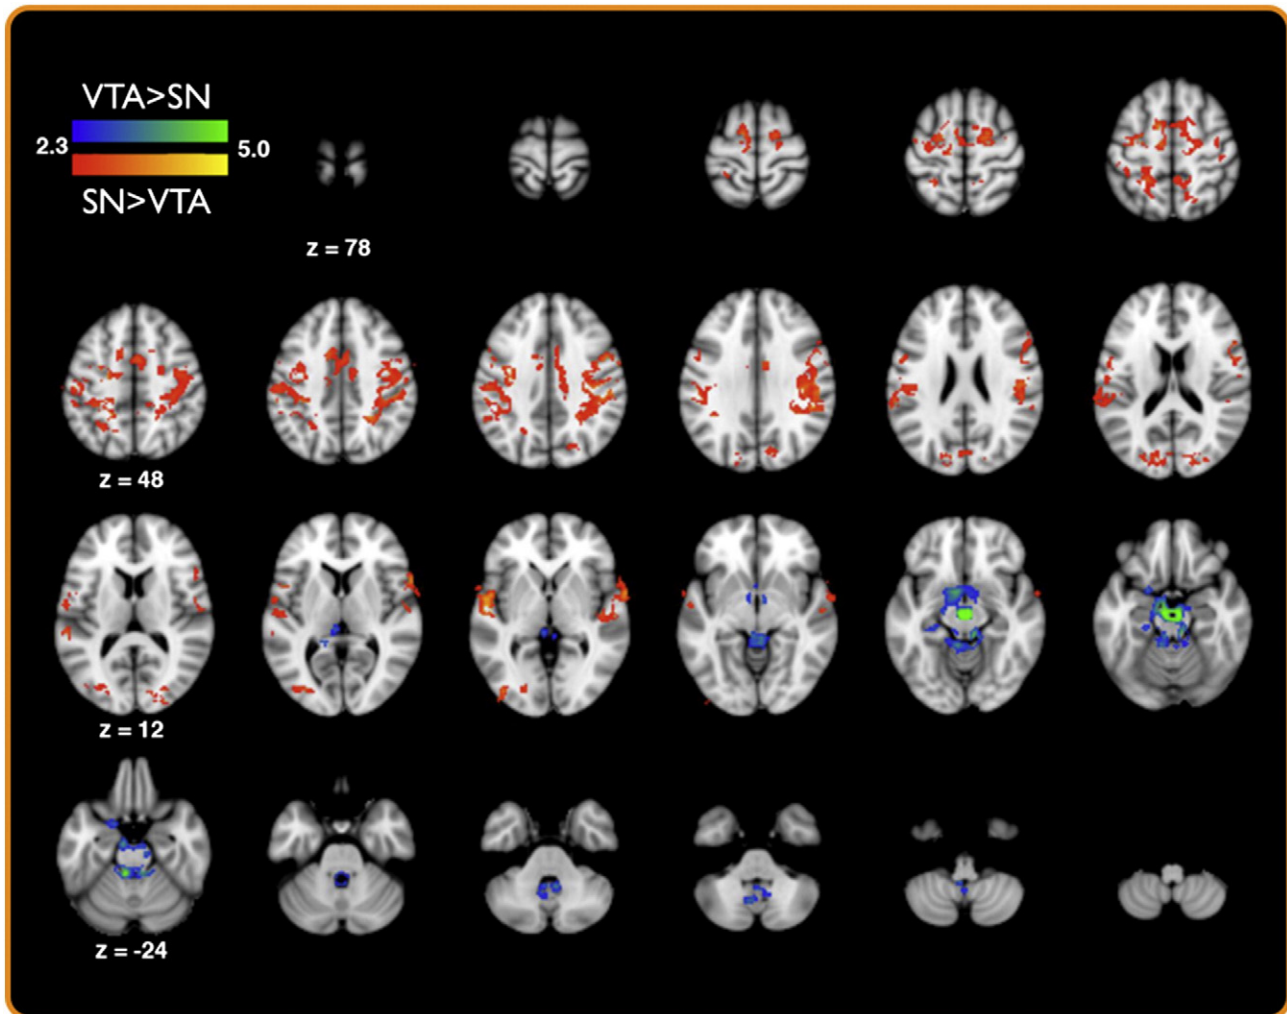 VTA>SN
2.3
5.0
SN>VTA
z = 78
z = 48
z = 12
z = -24